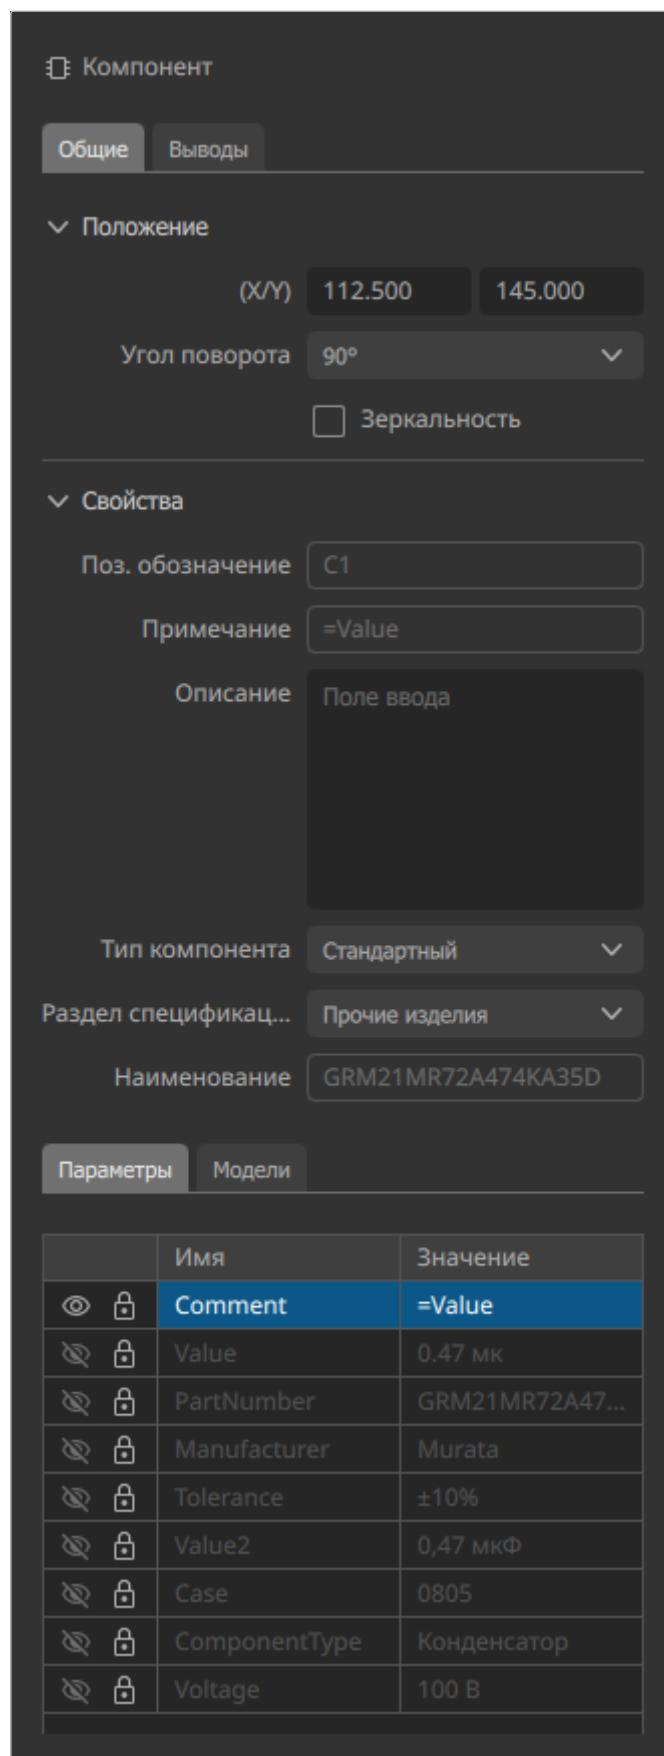 Компонент
Общие Выводы
Положение
(X/Y) 112.500 145.000
Угол поворота 90°
Зеркальность
Свойства
Поз. обозначение C1
Примечание =Value
Описание Поле ввода
Тип компонента Стандартный
Раздел спецификац... Прочие изделия
Наименование GRM21MR72A474KA35D
Параметры Модели
Имя Значение
Comment =Value
Value 0.47 мк
PartNumber GRM21MR72A47...
Manufacturer Murata
Tolerance ±10%
Value2 0,47 мкФ
Case 0805
ComponentType Конденсатор
Voltage 100 В